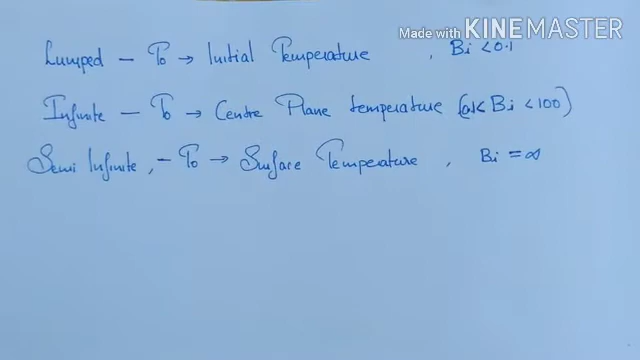 Made with KINEMASTER
Lumped – To → Initial Temperature , Bi < 0.1
Infinite – To → Centre Plane temperature (0.1< Bi < 100)
Semi Infinite, – To → Surface Temperature , Bi = ∞